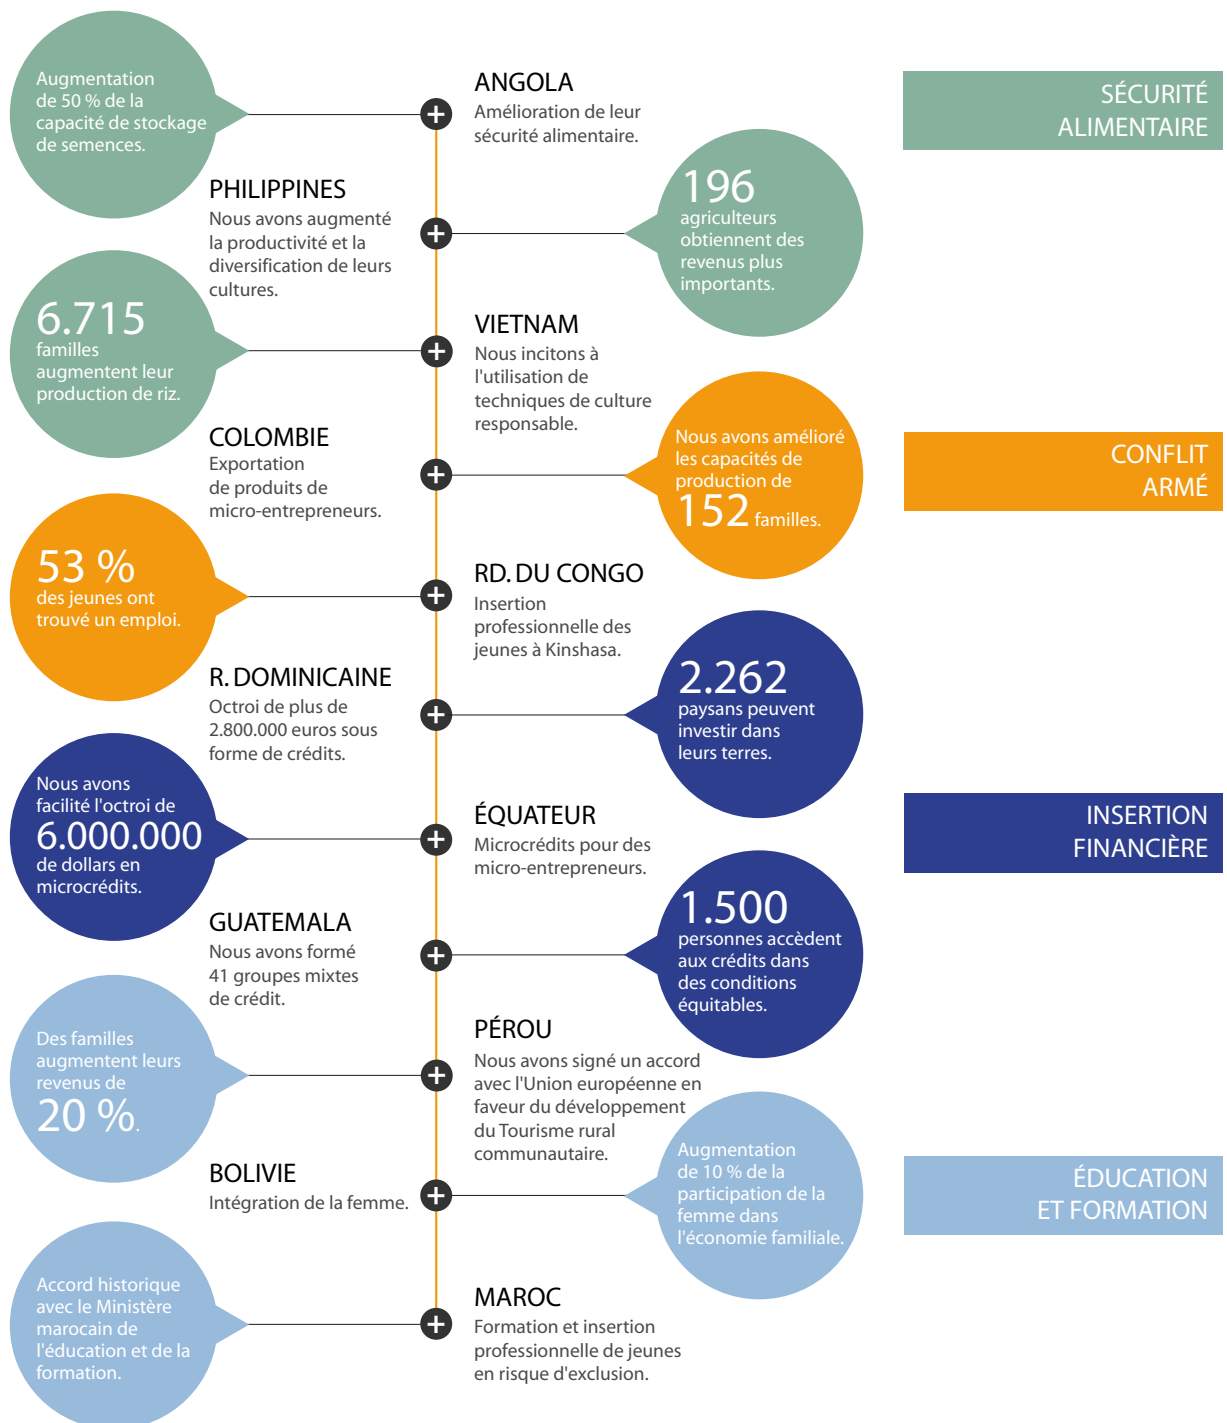 Augmentation
de 50 % de la
capacité de stockage
de semences.
ANGOLA
Amélioration de leur
sécurité alimentaire.
SÉCURITÉ
ALIMENTAIRE
PHILIPPINES
Nous avons augmenté
la productivité et la
diversification de leurs
cultures.
196
agriculteurs
obtiennent des
revenus plus
importants.
6.715
familles
augmentent leur
production de riz.
VIETNAM
Nous incitons à
l'utilisation de
techniques de culture
responsable.
COLOMBIE
Exportation
de produits de
micro-entrepreneurs.
Nous avons amélioré
les capacités de
production de
152 familles.
CONFLIT
ARMÉ
53 %
des jeunes ont
trouvé un emploi.
RD. DU CONGO
Insertion
professionnelle des
jeunes à Kinshasa.
R. DOMINICAINE
Octroi de plus de
2.800.000 euros sous
forme de crédits.
2.262
paysans peuvent
investir dans
leurs terres.
Nous avons
facilité l'octroi de
6.000.000
de dollars en
microcrédits.
ÉQUATEUR
Microcrédits pour des
micro-entrepreneurs.
INSERTION
FINANCIÈRE
GUATEMALA
Nous avons formé
41 groupes mixtes
de crédit.
1.500
personnes accèdent
aux crédits dans
des conditions
équitables.
Des familles
augmentent leurs
revenus de
20 %.
PÉROU
Nous avons signé un accord
avec l'Union européenne en
faveur du développement
du Tourisme rural
communautaire.
BOLIVIE
Intégration de la femme.
Augmentation
de 10 % de la
participation de la
femme dans
l'économie familiale.
ÉDUCATION
ET FORMATION
Accord historique
avec le Ministère
marocain de
l'éducation et de la
formation.
MAROC
Formation et insertion
professionnelle de jeunes
en risque d'exclusion.